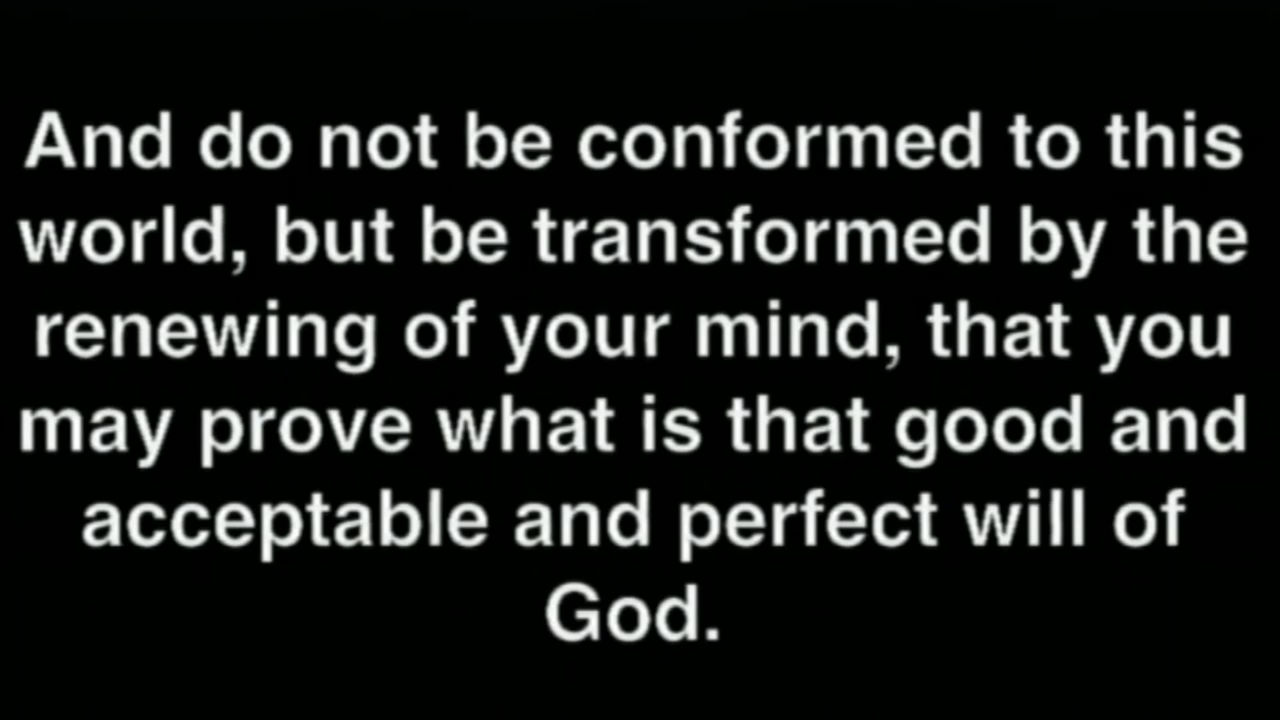 And do not be conformed to this
world, but be transformed by the
renewing of your mind, that you
may prove what is that good and
acceptable and perfect will of
God.